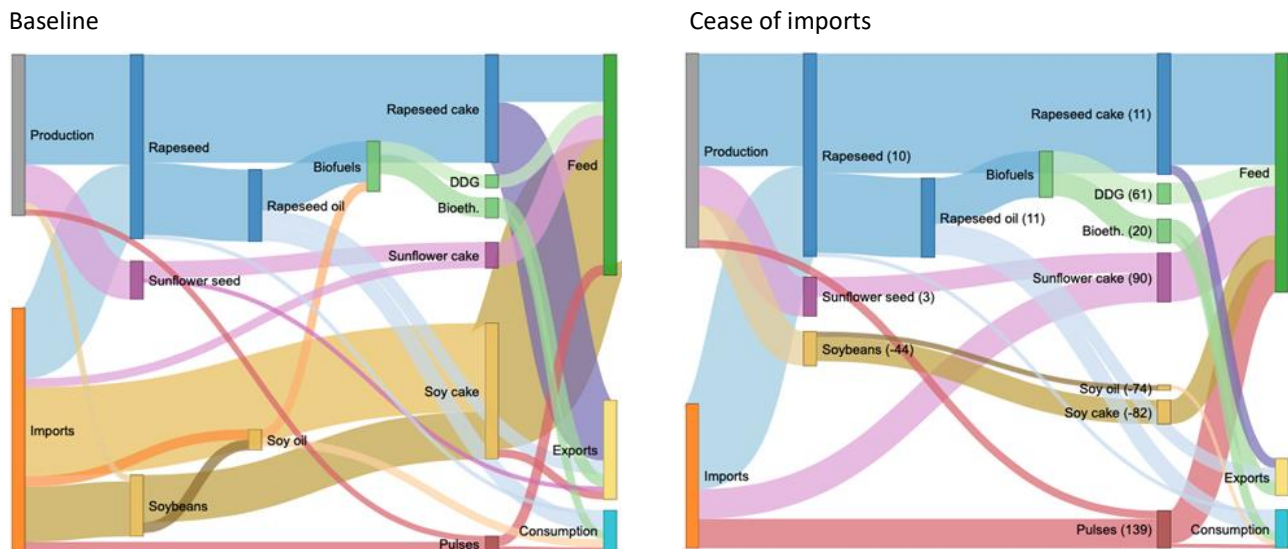 Baseline
Production
Rapeseed
Rapeseed cake
Biofuels
Feed
DDG
Rapeseed oil
Bioeth.
Sunflower cake
Sunflower seed
Soy cake
Imports
Soy oil
Exports
Soybeans
Consumption
Pulses
Cease of imports
Rapeseed cake (11)
Production
Rapeseed (10)
Biofuels
Feed
DDG (61)
Rapeseed oil (11)
Bioeth. (20)
Sunflower cake (90)
Sunflower seed (3)
Soybeans (-44)
Soy oil (-74)
Soy cake (-82)
Imports
Exports
Pulses (139)
Consumption